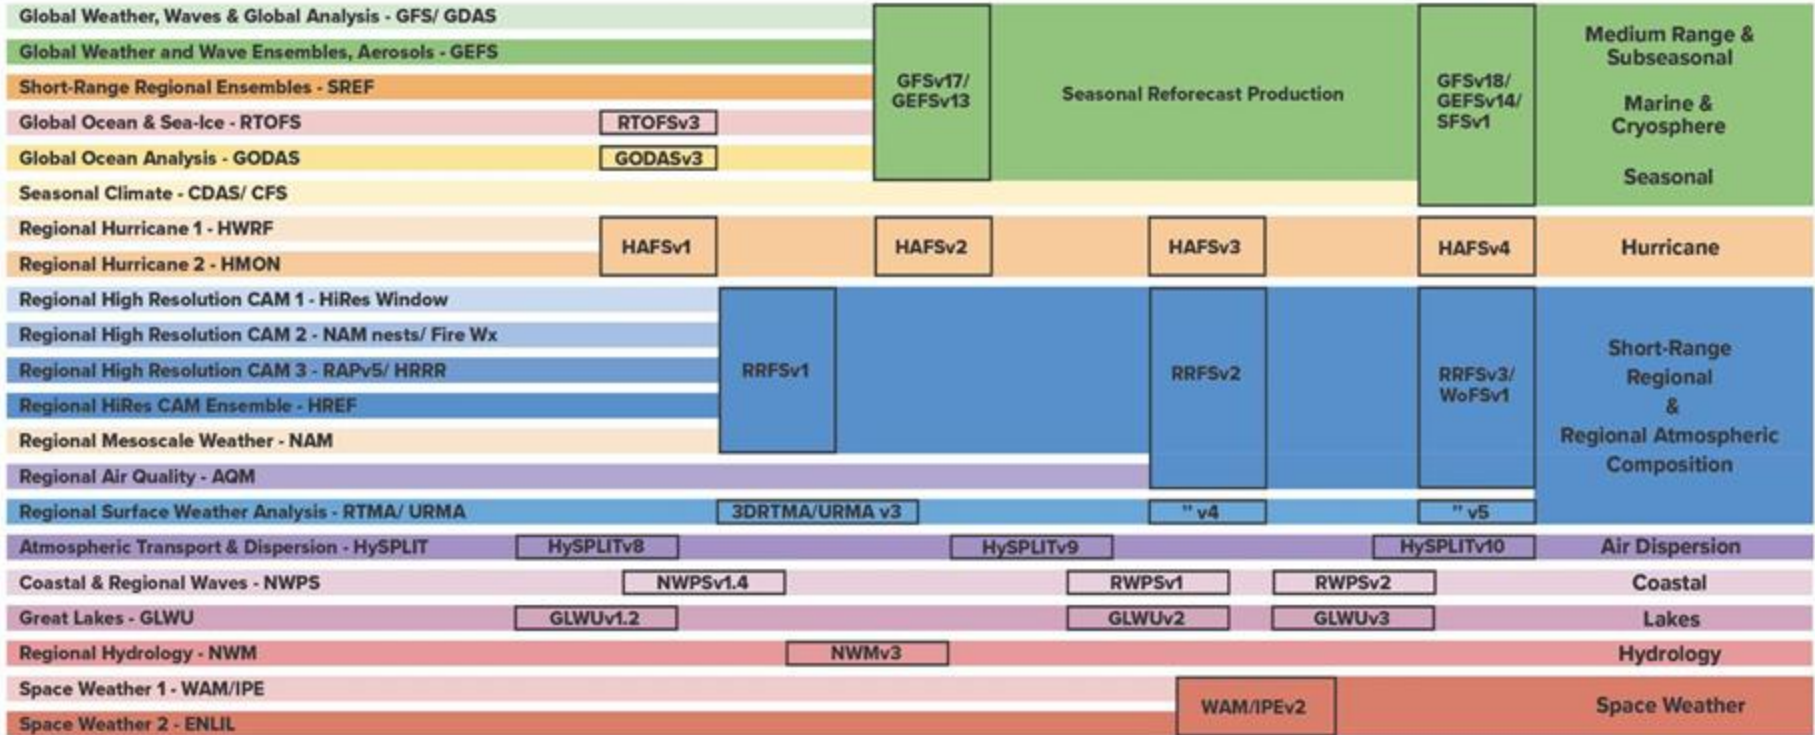 Global Weather, Waves & Global Analysis - GFS/ GDAS
Global Weather and Wave Ensembles, Aerosols - GEFS
Short-Range Regional Ensembles - SREF
Global Ocean & Sea-Ice - RTOFS
RTOFSv3
Global Ocean Analysis - GODAS
GODASv3
Seasonal Climate - CDAS/ CFS
GFSv17/
GEFSv13
Seasonal Reforecast Production
GFSv18/
GEFSv14/
SFSv1
Medium Range &
Subseasonal
Marine &
Cryosphere
Seasonal
Regional Hurricane 1 - HWRF
Regional Hurricane 2 - HMON
HAFSv1
HAFSv2
HAFSv3
HAFSv4
Hurricane
Regional High Resolution CAM 1 - HiRes Window
Regional High Resolution CAM 2 - NAM nests/ Fire Wx
Regional High Resolution CAM 3 - RAPv5/ HRRR
Regional HiRes CAM Ensemble - HREF
Regional Mesoscale Weather - NAM
Regional Air Quality - AQM
RRFSv1
RRFSv2
RRFSv3/
WoFSv1
Short-Range
Regional
&
Regional Atmospheric
Composition
Regional Surface Weather Analysis - RTMA/ URMA
3DRTMA/URMA v3
" v4
" v5
Atmospheric Transport & Dispersion - HySPLIT
HySPLITv8
HySPLITv9
HySPLITv10
Air Dispersion
Coastal & Regional Waves - NWPS
NWPSv1.4
RWPSv1
RWPSv2
Coastal
Great Lakes - GLWU
GLWUv1.2
GLWUv2
GLWUv3
Lakes
Regional Hydrology - NWM
NWMv3
Hydrology
Space Weather 1 - WAM/IPE
Space Weather 2 - ENLIL
WAM/IPEv2
Space Weather